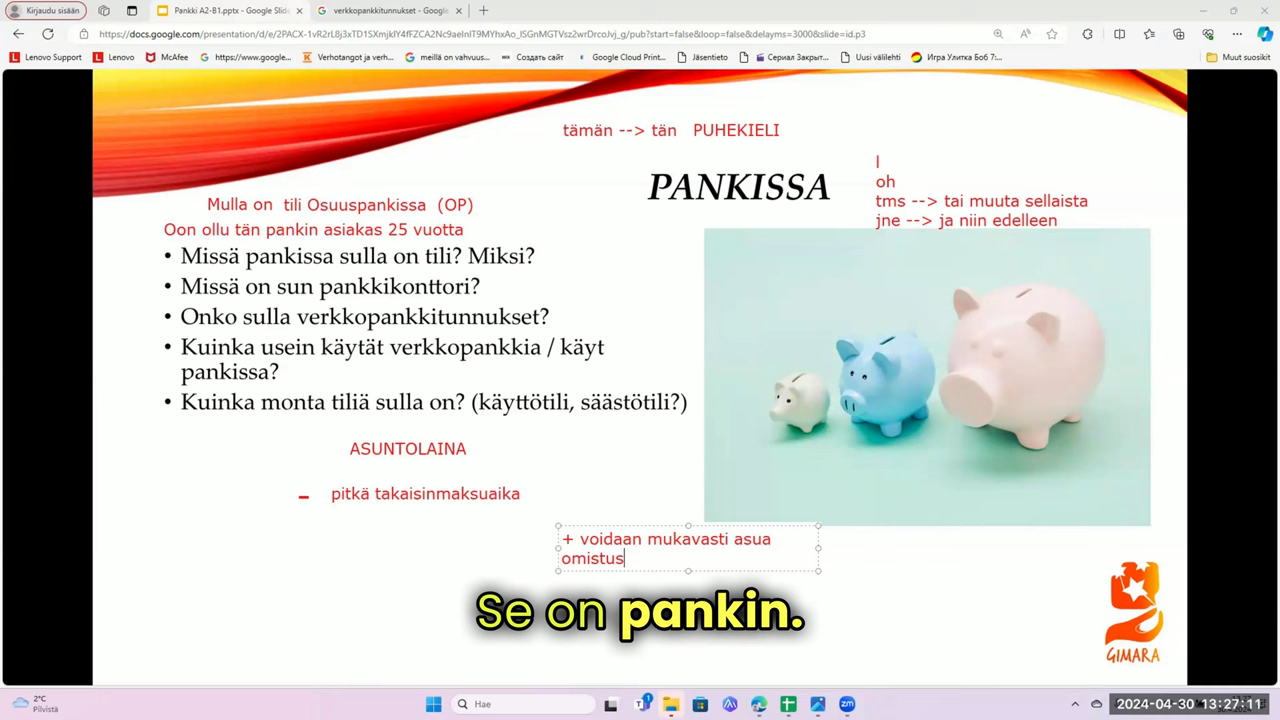 Kirjaudu sisään
Pankki A2-B1.pptx - Google Slide
verkkopankkitunnukset - Google
https://docs.google.com/presentation/d/e/2PACX-1vR2rL8j3xTD1SXmjklY4fFZCA2Nc9aeInIT9MYHxAo_lSGnMGTVsz2wrDrcoJvj_g/pub?start=false&loop=false&delayms=3000&slide=id.p3
Lenovo Support
Lenovo
McAfee
https://www.google...
Verhotangot ja verh...
meillä on vahvuus...
Создать сайт
Google Cloud Print...
Jäsentieto
Сериал Закрыт...
Uusi välilehti
Игра Улитка Боб 7:...
Muut suosikit
tämän --> tän PUHEKIELI
PANKISSA
l
oh
tms --> tai muuta sellaista
jne --> ja niin edelleen
Mulla on tili Osuuspankissa (OP)
Oon ollu tän pankin asiakas 25 vuotta
• Missä pankissa sulla on tili? Miksi?
• Missä on sun pankkikonttori?
• Onko sulla verkkopankkitunnukset?
• Kuinka usein käytät verkkopankkia / käyt
pankissa?
• Kuinka monta tiliä sulla on? (käyttötili, säästötili?)
ASUNTOLAINA
- pitkä takaisinmaksuaika
+ voidaan mukavasti asua
omistus
Se on pankin.
GIMARA
2°C
Pilvistä
Hae
2024-04-30 13:27:11